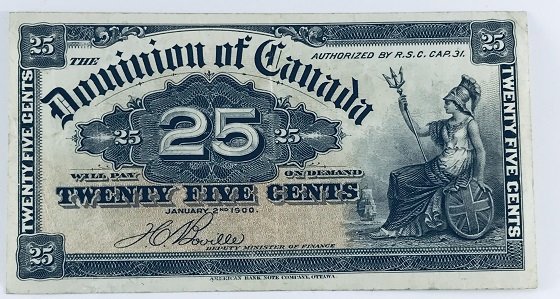 25 25
THE Dominion of Canada
AUTHORIZED BY R.S.C. CAP. 31.
TWENTY FIVE CENTS
25 25 25
TWENTY FIVE CENTS
WILL PAY ON DEMAND
TWENTY FIVE CENTS
JANUARY 2ND 1900.
J C Boville
DEPUTY MINISTER OF FINANCE
25 25
AMERICAN BANK NOTE COMPANY, OTTAWA.